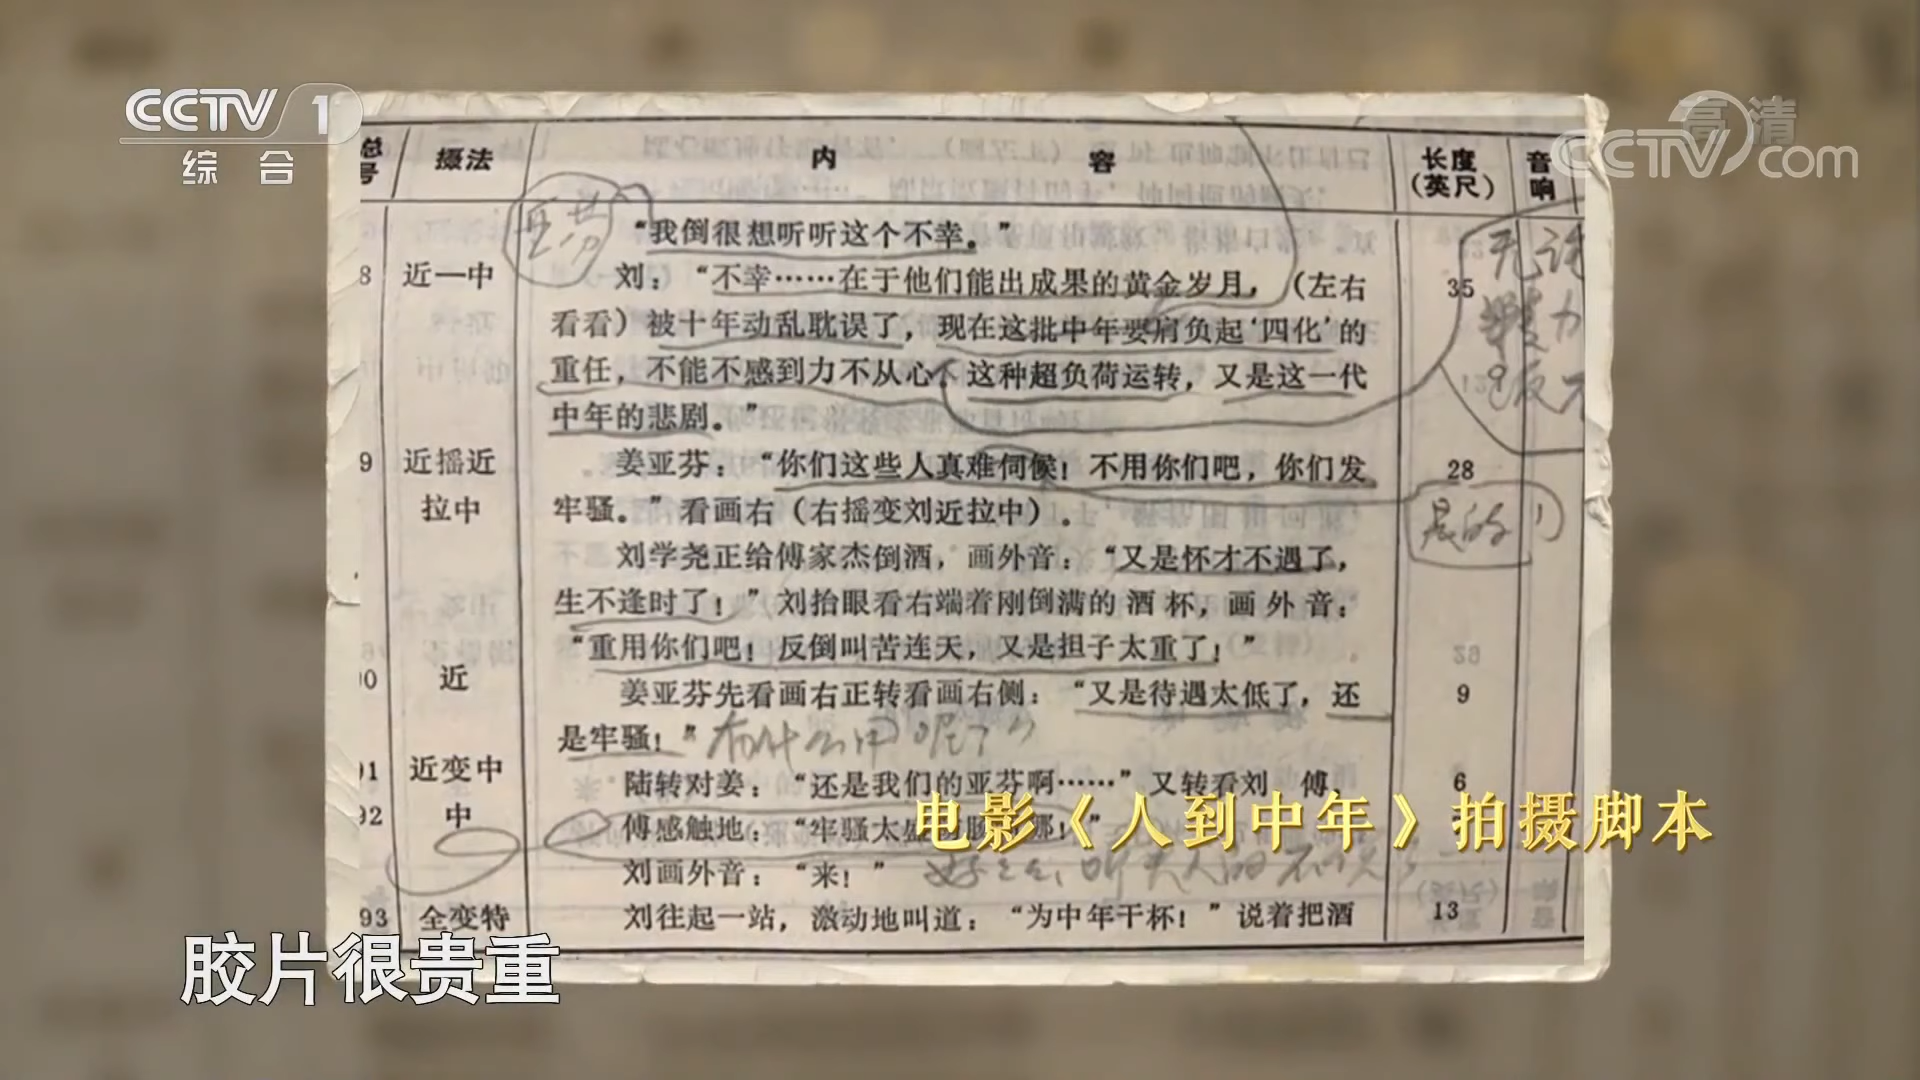 CCTV 1
综合
高清
CCTV.com
总号 摄法 内容 长度（英尺） 音响
亚芬
“我倒很想听听这个不幸。”
8 近—中 刘：“不幸……在于他们能出成果的黄金岁月，（左右 35
看看）被十年动乱耽误了，现在这批中年要肩负起‘四化’的
重任，不能不感到力不从心、这种超负荷运转，又是这一代
中年的悲剧。”
9 近摇近 姜亚芬：“你们这些人真难伺候！不用你们吧，你们发 28
拉中 牢骚。”看画右（右摇变刘近拉中）。
刘学尧正给傅家杰倒酒，画外音：“又是怀才不遇了，
生不逢时了！”刘抬眼看右端着刚倒满的酒杯，画外音：
“重用你们吧！反倒叫苦连天，又是担子太重了！”
0 近 姜亚芬先看画右正转看画右侧：“又是待遇太低了，还 9
是牢骚！”
91 近变中 陆转对姜：“还是我们的亚芬啊……”又转看刘 傅、 6
92 中 傅感触地：“牢骚太盛
刘画外音：“来！”
93 全变特 刘往起一站，激动地叫道：“为中年干杯！”说着把酒 13
电影《人到中年》拍摄脚本
胶片很贵重